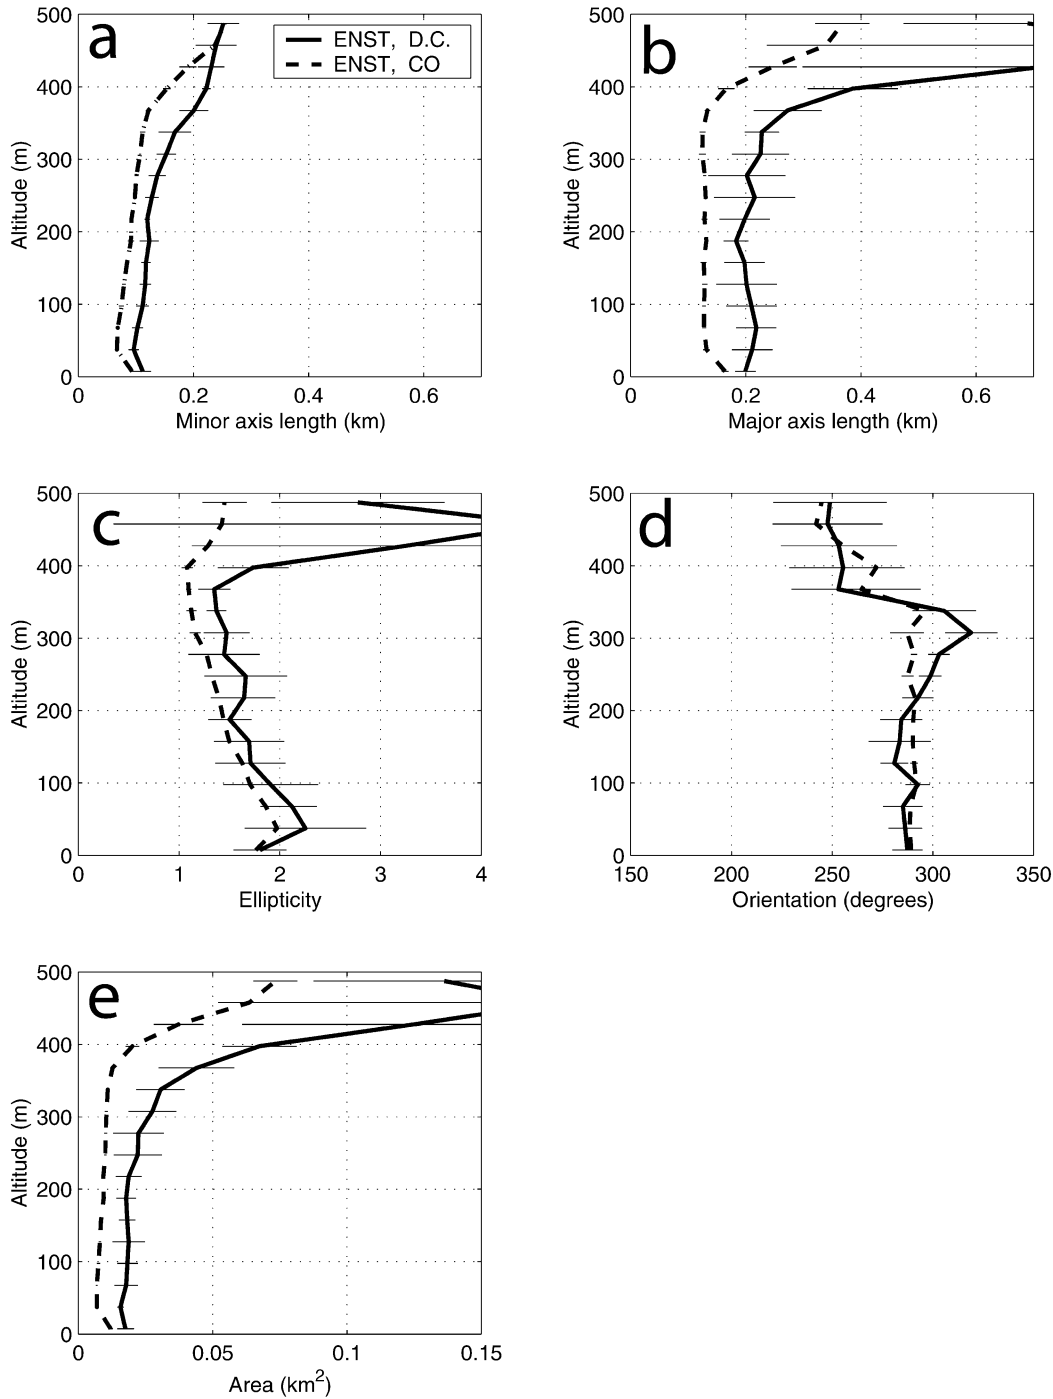 a
ENST, D.C.
ENST, CO
500
400
300
200
100
0
Altitude (m)
0 0.2 0.4 0.6
Minor axis length (km)
b
500
400
300
200
100
0
Altitude (m)
0 0.2 0.4 0.6
Major axis length (km)
c
500
400
300
200
100
0
Altitude (m)
0 1 2 3 4
Ellipticity
d
500
400
300
200
100
0
Altitude (m)
150 200 250 300 350
Orientation (degrees)
e
500
400
300
200
100
0
Altitude (m)
0 0.05 0.1 0.15
Area (km²)